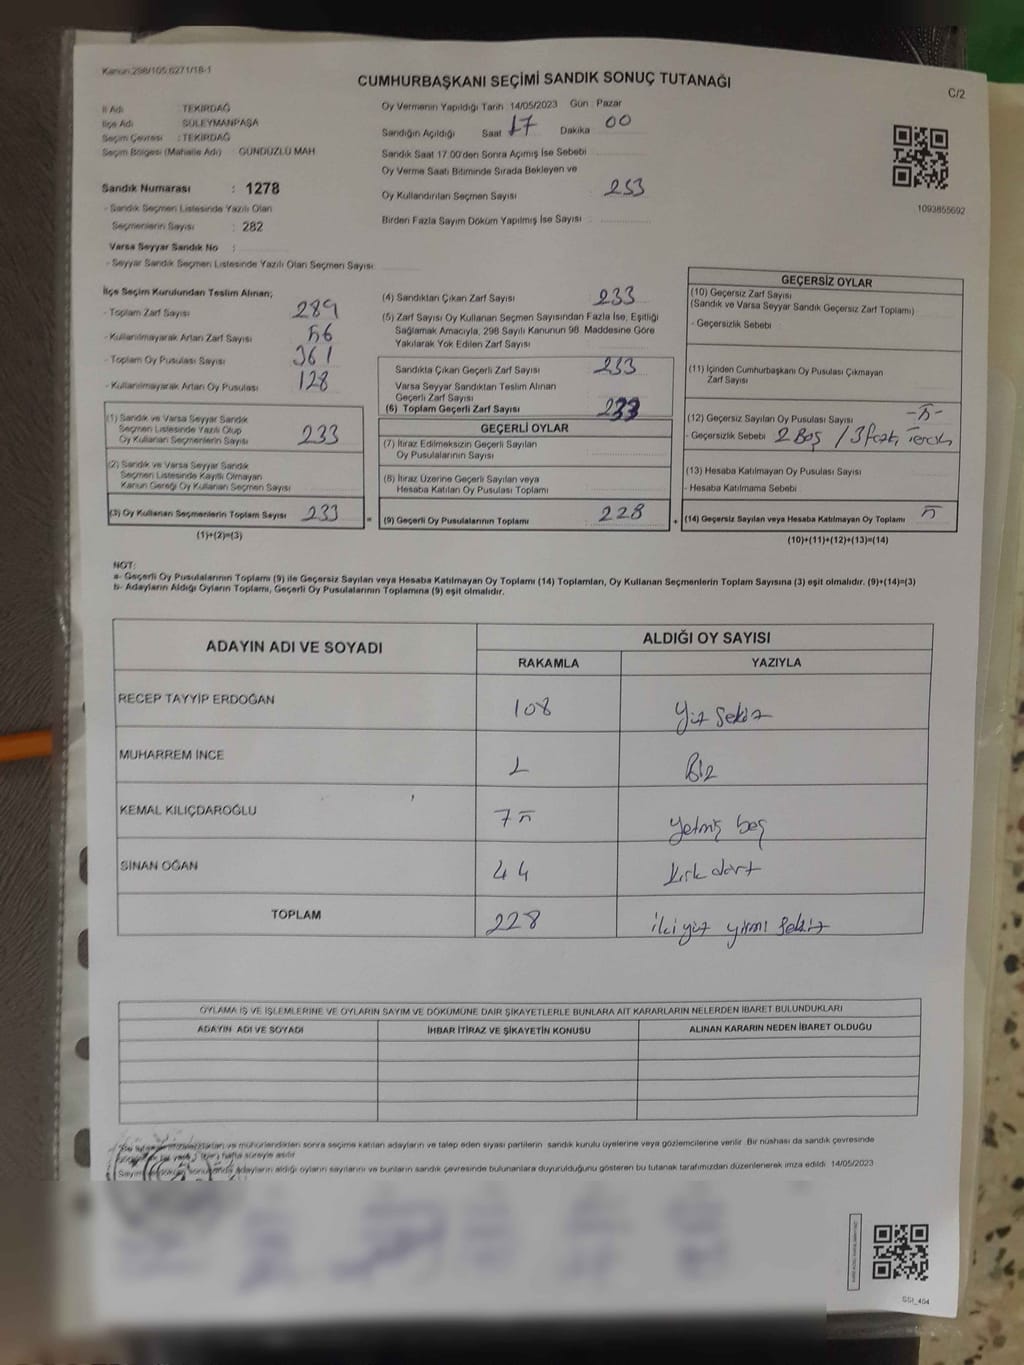 Kanun:298/105,6271/18-1
CUMHURBAŞKANI SEÇİMİ SANDIK SONUÇ TUTANAĞI
C/2
İl Adı : TEKİRDAĞ
İlçe Adı : SÜLEYMANPAŞA
Seçim Çevresi : TEKİRDAĞ
Seçim Bölgesi (Mahalle Adı) : GÜNDÜZLÜ MAH.
Oy Vermenin Yapıldığı Tarih :14/05/2023 Gün : Pazar
Sandığın Açıldığı Saat 17 Dakika 00
Sandık Saat 17.00'den Sonra Açılmış İse Sebebi
Oy Verme Saati Bitiminde Sırada Bekleyen ve
Oy Kullandırılan Seçmen Sayısı : 233
Birden Fazla Sayım Döküm Yapılmış İse Sayısı :
1093855692
Sandık Numarası : 1278
- Sandık Seçmen Listesinde Yazılı Olan
Seçmenlerin Sayısı : 282
Varsa Seyyar Sandık No :
- Seyyar Sandık Seçmen Listesinde Yazılı Olan Seçmen Sayısı:
İlçe Seçim Kurulundan Teslim Alınan;
- Toplam Zarf Sayısı 289
- Kullanılmayarak Artan Zarf Sayısı : 56
- Toplam Oy Pusulası Sayısı : 361
- Kullanılmayarak Artan Oy Pusulası : 128
(1) Sandık ve Varsa Seyyar Sandık
Seçmen Listesinde Yazılı Olup
Oy Kullanan Seçmenlerin Sayısı : 233
(2) Sandık ve Varsa Seyyar Sandık
Seçmen Listesinde Kayıtlı Olmayan
Kanun Gereği Oy Kullanan Seçmen Sayısı :
(3) Oy Kullanan Seçmenlerin Toplam Sayısı : 233
(1)+(2)=(3)
(4) Sandıktan Çıkan Zarf Sayısı : 233
(5) Zarf Sayısı Oy Kullanan Seçmen Sayısından Fazla İse, Eşitliği
Sağlamak Amacıyla, 298 Sayılı Kanunun 98. Maddesine Göre
Yakılarak Yok Edilen Zarf Sayısı :
Sandıkta Çıkan Geçerli Zarf Sayısı : 233
Varsa Seyyar Sandıktan Teslim Alınan
Geçerli Zarf Sayısı :
(6) Toplam Geçerli Zarf Sayısı : 233
GEÇERLİ OYLAR
(7) İtiraz Edilmeksizin Geçerli Sayılan
Oy Pusulalarının Sayısı :
(8) İtiraz Üzerine Geçerli Sayılan veya
Hesaba Katılan Oy Pusulası Toplamı :
= (9) Geçerli Oy Pusulalarının Toplamı : 228
GEÇERSİZ OYLAR
(10) Geçersiz Zarf Sayısı
(Sandık ve Varsa Seyyar Sandık Geçersiz Zarf Toplamı)
- Geçersizlik Sebebi :
(11) İçinden Cumhurbaşkanı Oy Pusulası Çıkmayan
Zarf Sayısı :
(12) Geçersiz Sayılan Oy Pusulası Sayısı : -5-
- Geçersizlik Sebebi : 2 Boş / 3 fazla
(13) Hesaba Katılmayan Oy Pusulası Sayısı :
- Hesaba Katılmama Sebebi :
+ (14) Geçersiz Sayılan veya Hesaba Katılmayan Oy Toplamı : 5
(10)+(11)+(12)+(13)=(14)
NOT:
a- Geçerli Oy Pusulalarının Toplamı (9) ile Geçersiz Sayılan veya Hesaba Katılmayan Oy Toplamı (14) Toplamları, Oy Kullanan Seçmenlerin Toplam Sayısına (3) eşit olmalıdır. (9)+(14)=(3)
b- Adayların Aldığı Oyların Toplamı, Geçerli Oy Pusulalarının Toplamına (9) eşit olmalıdır.
ADAYIN ADI VE SOYADI ALDIĞI OY SAYISI
RAKAMLA YAZIYLA
RECEP TAYYİP ERDOĞAN 108 Yüz Sekiz
MUHARREM İNCE 1 Bir
KEMAL KILIÇDAROĞLU 75 yetmiş beş
SİNAN OĞAN 44 kırk dört
TOPLAM 228 ikiyüz yirmi sekiz
OYLAMA İŞ VE İŞLEMLERİNE VE OYLARIN SAYIM VE DÖKÜMÜNE DAİR ŞİKAYETLERLE BUNLARA AİT KARARLARIN NELERDEN İBARET BULUNDUKLARI
ADAYIN ADI VE SOYADI İHBAR İTİRAZ VE ŞİKAYETİN KONUSU ALINAN KARARIN NEDEN İBARET OLDUĞU
ve mühürlendikten sonra seçime katılan adayların ve talep eden siyasi partilerin sandık kurulu üyelerine veya gözlemcilerine verilir. Bir nüshası da sandık çevresinde
hafta süreyle asılır.
adayların aldığı oyların sayılarını ve bunların sandık çevresinde bulunanlara duyurulduğunu gösteren bu tutanak tarafımızdan düzenlenerek imza edildi. 14/05/2023
SSI_404